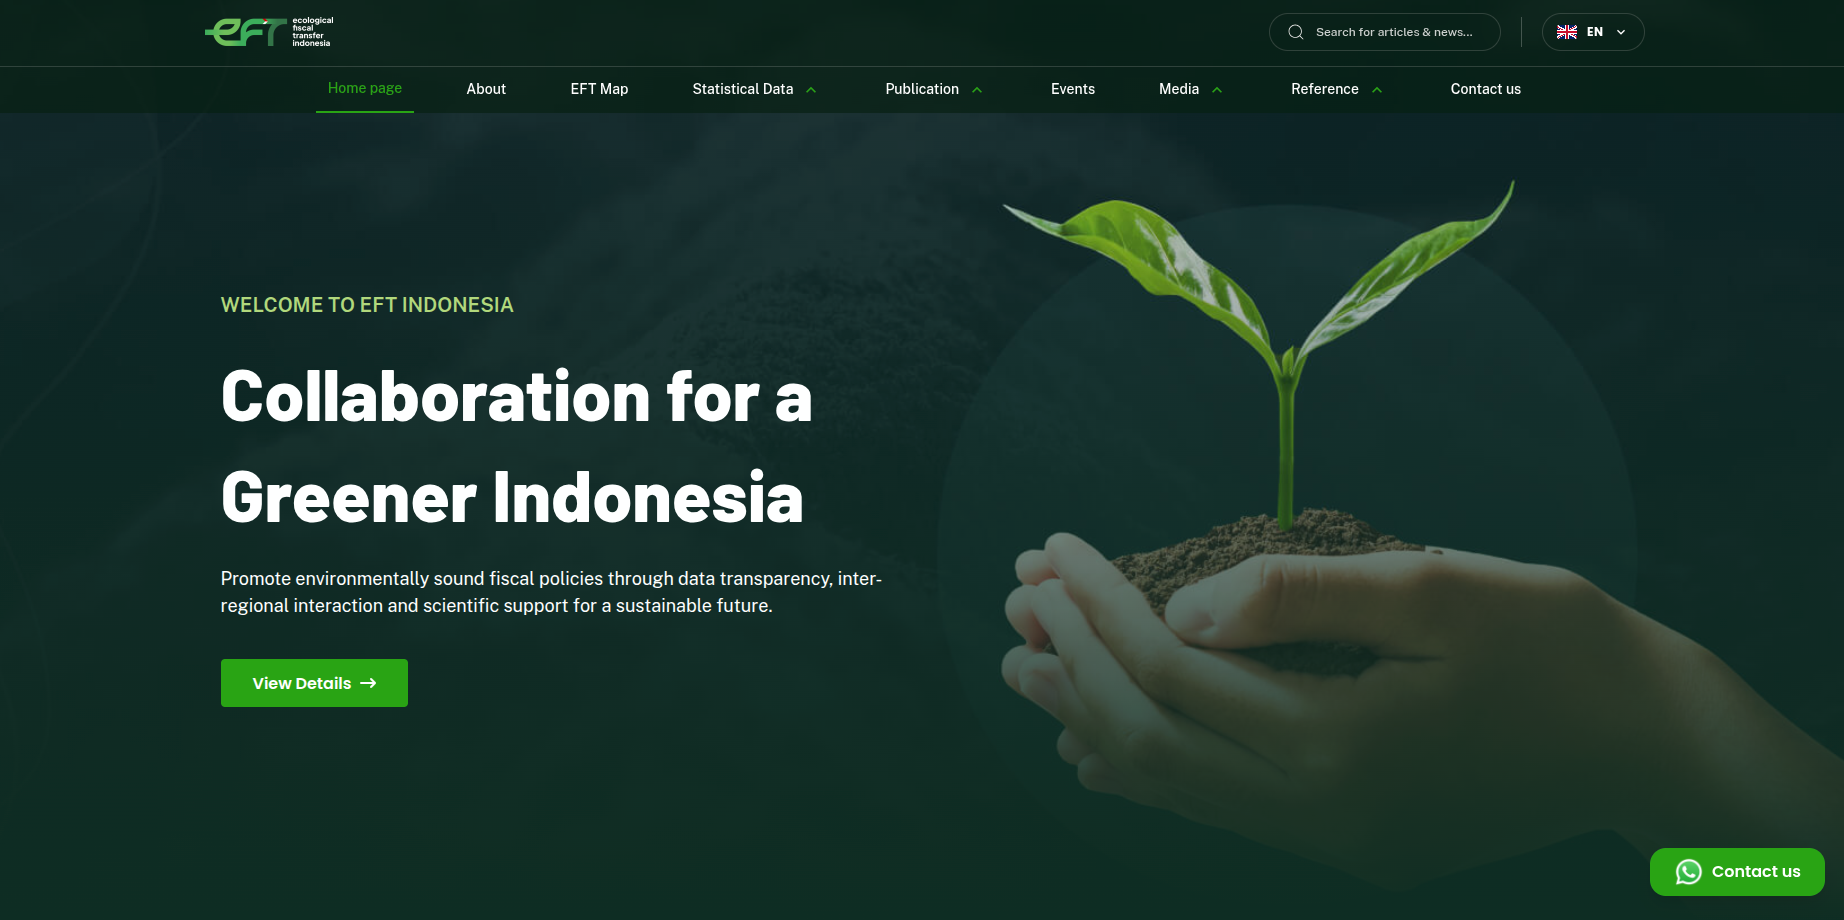 eft
ecological
fiscal
transfer
indonesia
Search for articles & news...
EN
Home page
About
EFT Map
Statistical Data
Publication
Events
Media
Reference
Contact us
WELCOME TO EFT INDONESIA
Collaboration for a
Greener Indonesia
Promote environmentally sound fiscal policies through data transparency, inter-
regional interaction and scientific support for a sustainable future.
View Details
Contact us